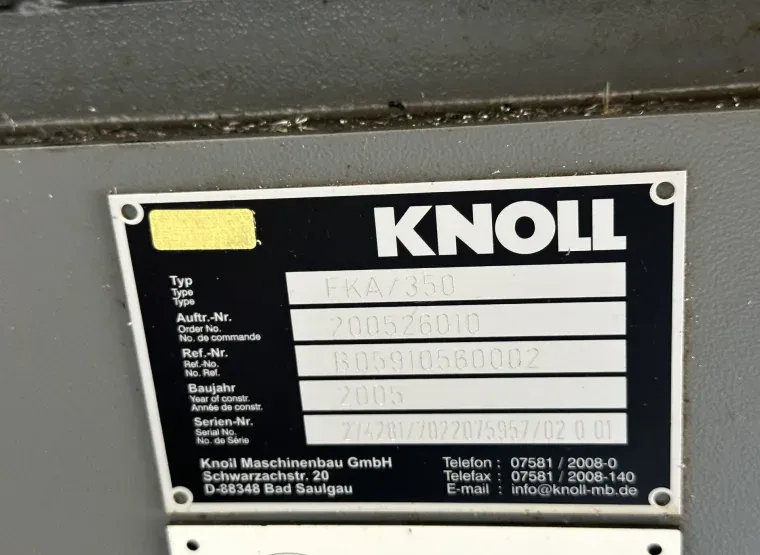 KNOLL
Typ
Type
Type
FKA/350
Auftr.-Nr.
Order No.
No. de commande
200526010
Ref.-Nr.
Ref.-No.
No. Ref.
B05910560002
Baujahr
Year of constr.
Année de constr.
2005
Serien-Nr.
Serial No.
No. de Série
Knoll Maschinenbau GmbH
Schwarzachstr. 20
D-88348 Bad Saulgau
Telefon : 07581 / 2008-0
Telefax : 07581 / 2008-140
E-mail : info@knoll-mb.de